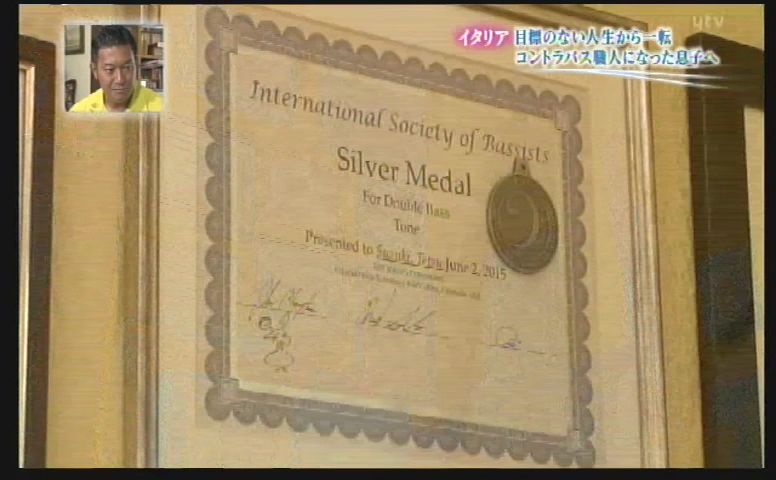 ytv
イタリア 目標のない人生から一転
コントラバス職人になった息子へ
International Society of Bassists
Silver Medal
For Double Bass
Tone
Presented to Suzuki, Tetsu June 2, 2015